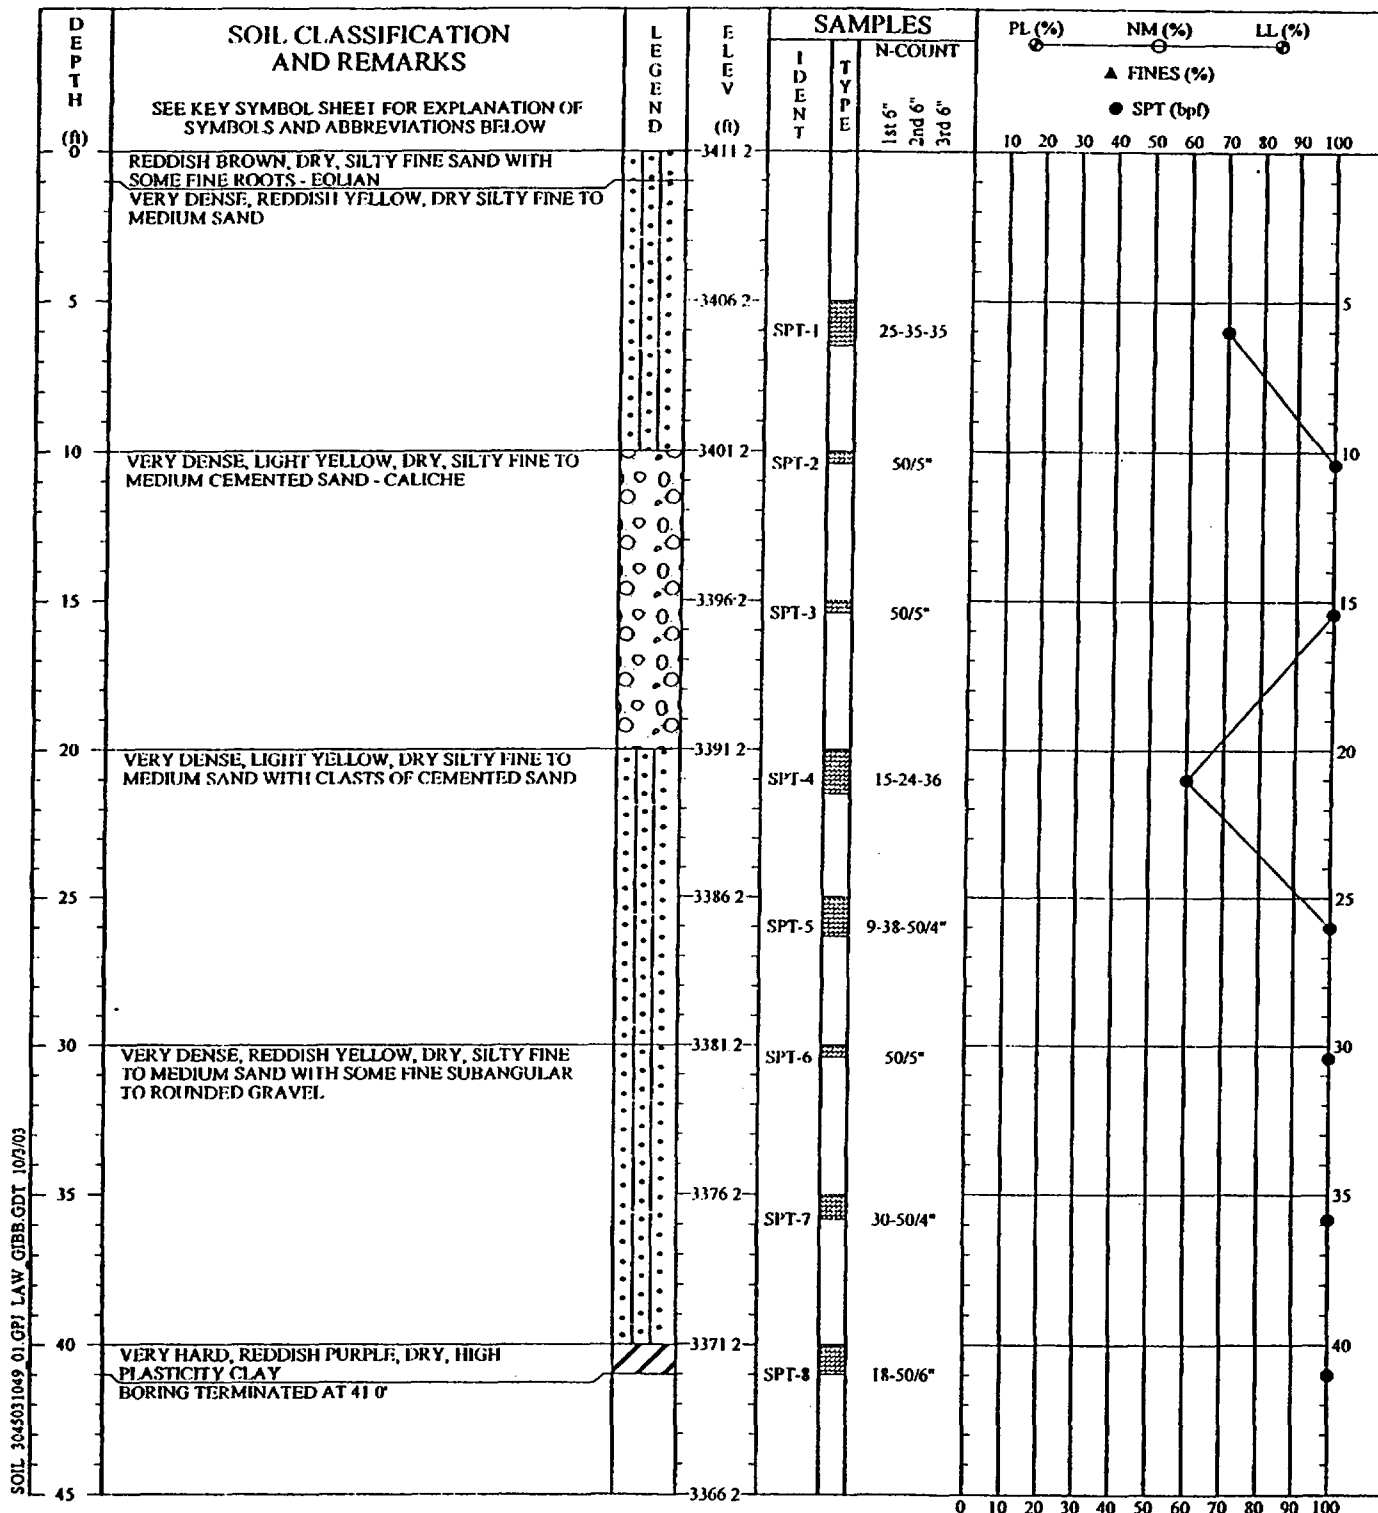 DEPTH
(ft)
SOIL CLASSIFICATION
AND REMARKS
SEE KEY SYMBOL SHEET FOR EXPLANATION OF
SYMBOLS AND ABBREVIATIONS BELOW
LEGEND
ELEV
(ft)
SAMPLES
IDENT
TYPE
N-COUNT
1st 6"
2nd 6"
3rd 6"
PL (%) NM (%) LL (%)
▲ FINES (%)
● SPT (bpf)
10 20 30 40 50 60 70 80 90 100
0
REDDISH BROWN, DRY, SILTY FINE SAND WITH
SOME FINE ROOTS - EOLIAN
3411 2
VERY DENSE, REDDISH YELLOW, DRY SILTY FINE TO
MEDIUM SAND
5 3406 2 5
SPT-1 25-35-35
10 3401 2 10
VERY DENSE, LIGHT YELLOW, DRY, SILTY FINE TO
MEDIUM CEMENTED SAND - CALICHE
SPT-2 50/5"
15 3396 2 15
SPT-3 50/5"
20 3391 2 20
VERY DENSE, LIGHT YELLOW, DRY SILTY FINE TO
MEDIUM SAND WITH CLASTS OF CEMENTED SAND
SPT-4 15-24-36
25 3386 2 25
SPT-5 9-38-50/4"
30 3381 2 30
VERY DENSE, REDDISH YELLOW, DRY, SILTY FINE
TO MEDIUM SAND WITH SOME FINE SUBANGULAR
TO ROUNDED GRAVEL
SPT-6 50/5"
35 3376 2 35
SPT-7 30-50/4"
40 3371 2 40
VERY HARD, REDDISH PURPLE, DRY, HIGH
PLASTICITY CLAY
SPT-8 18-50/6"
BORING TERMINATED AT 41 0'
45 3366 2
0 10 20 30 40 50 60 70 80 90 100
SOIL 3045031049_01.GPJ LAW_GIBB.GDT 10/3/03